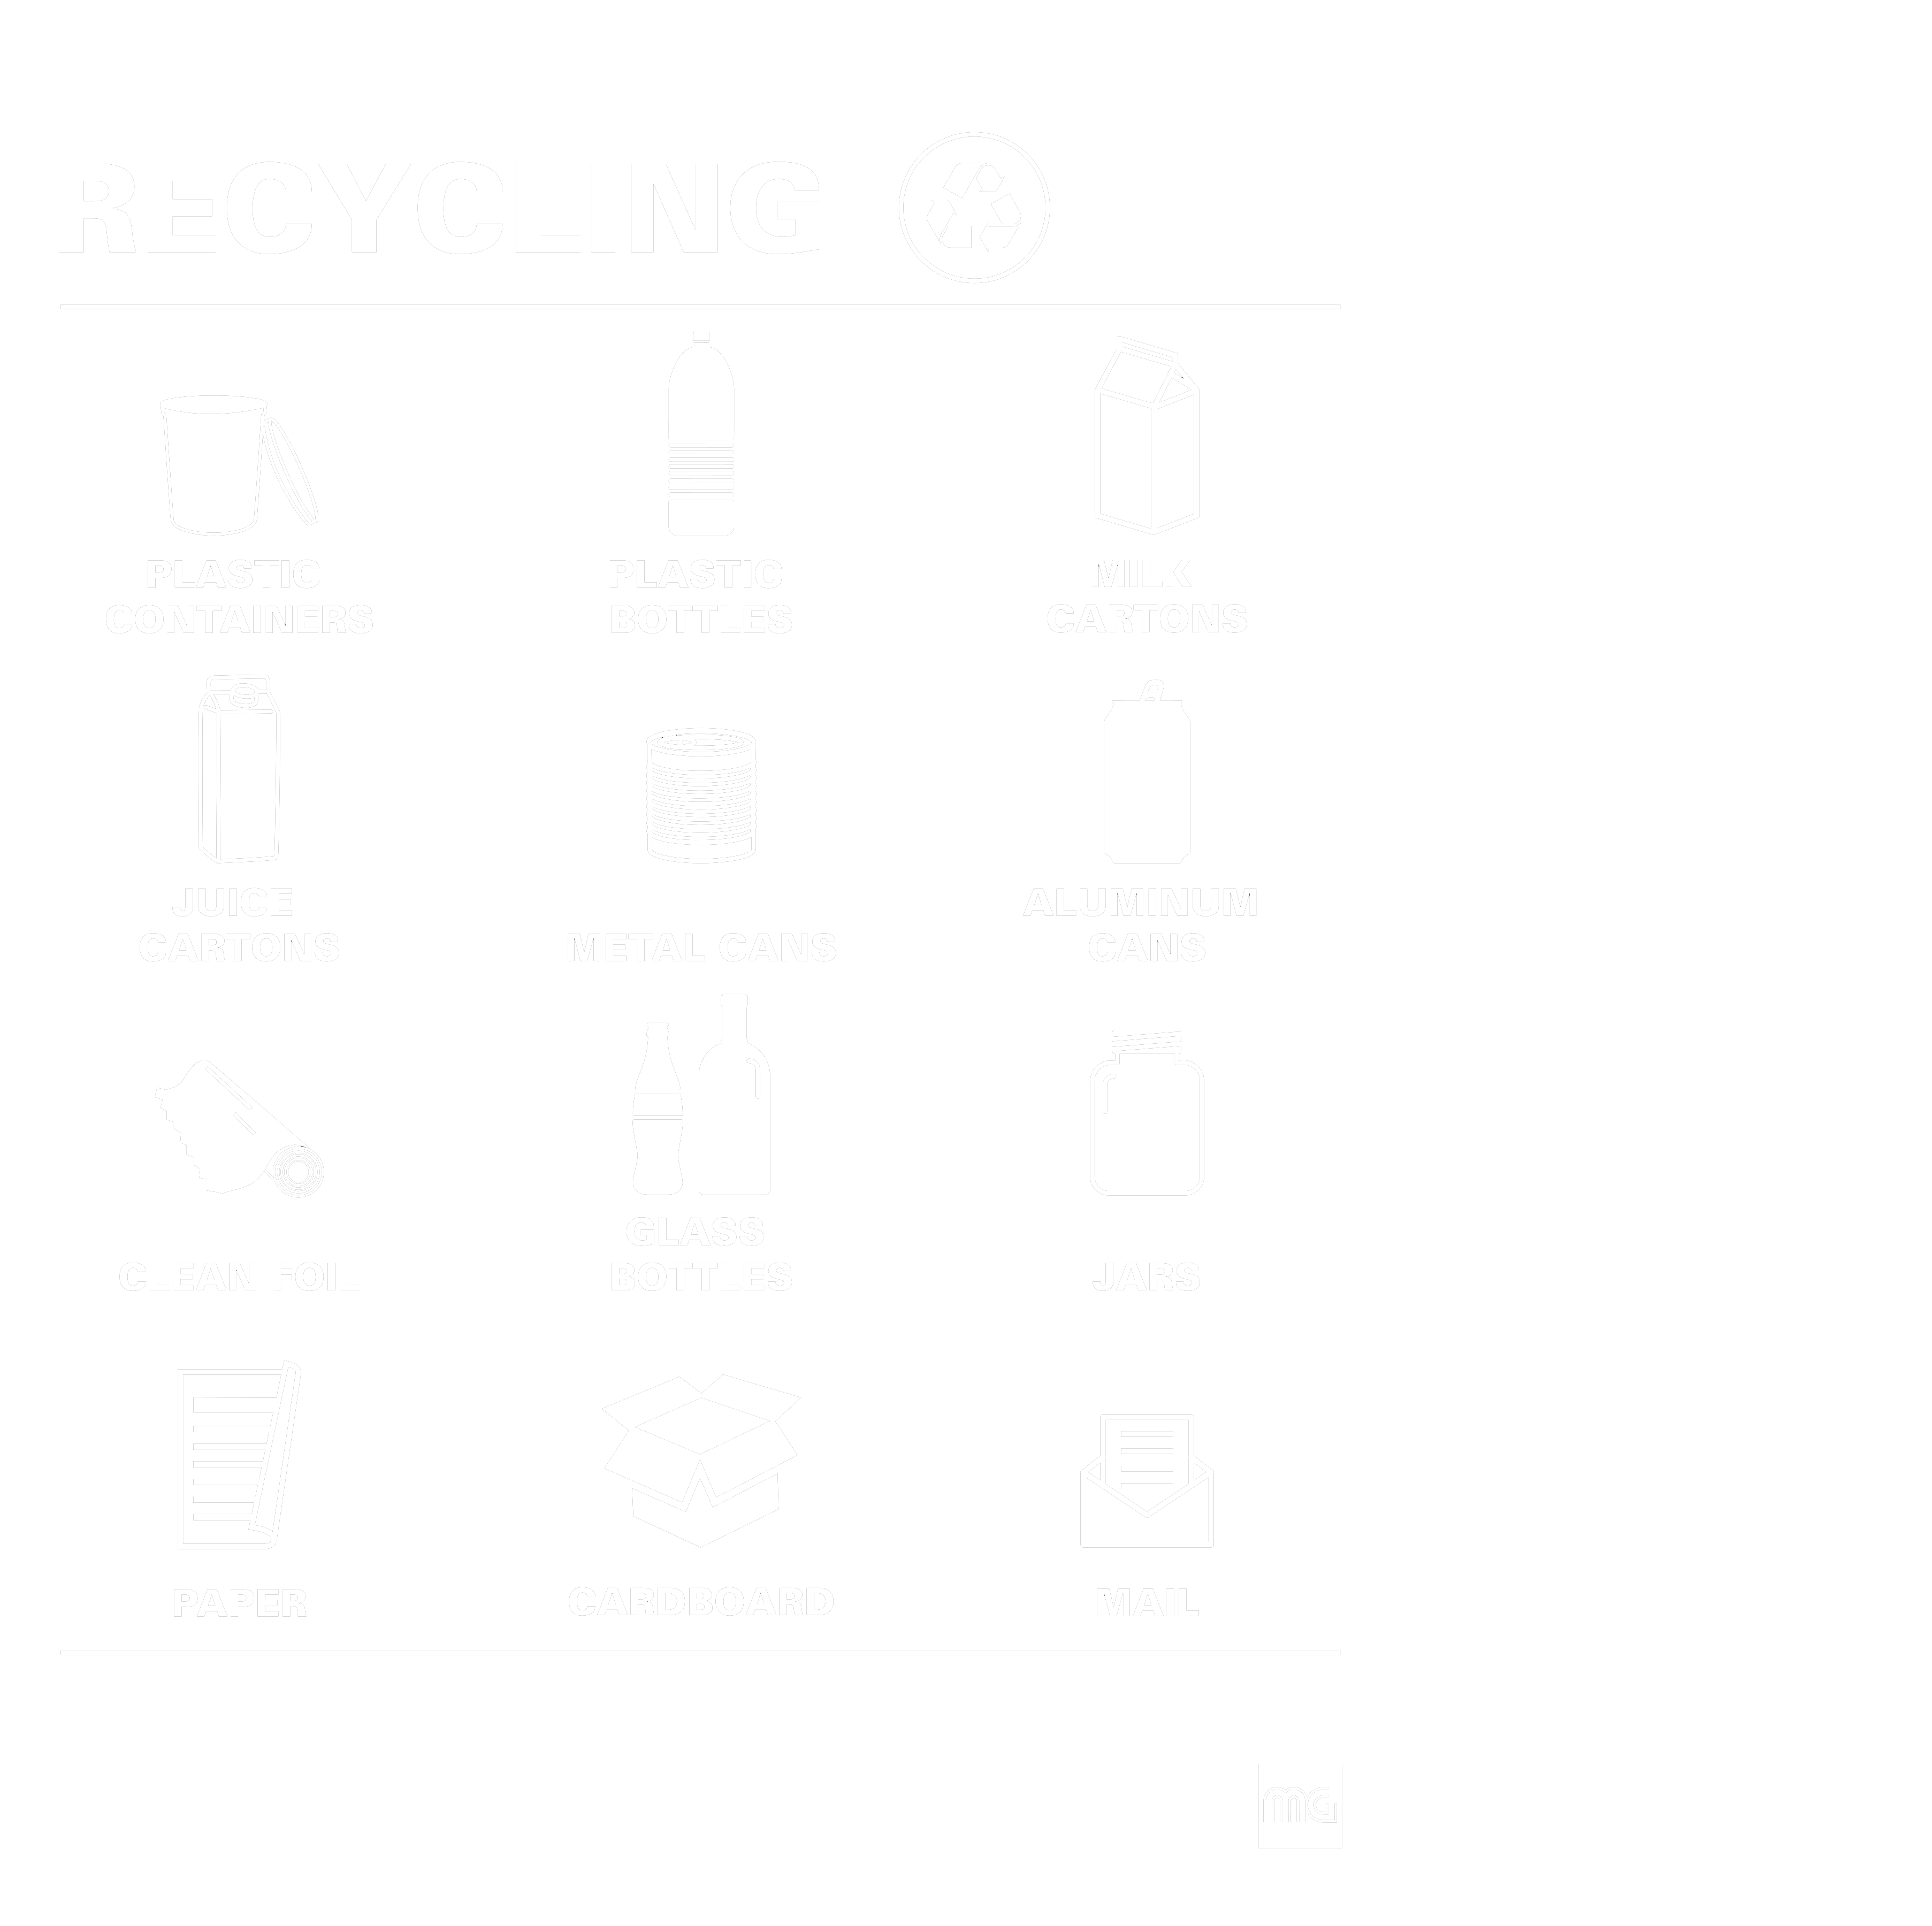 RECYCLING
PLASTIC
CONTAINERS
PLASTIC
BOTTLES
MILK
CARTONS
JUICE
CARTONS
METAL CANS
ALUMINUM
CANS
CLEAN FOIL
GLASS
BOTTLES
JARS
PAPER
CARDBOARD
MAIL
mG